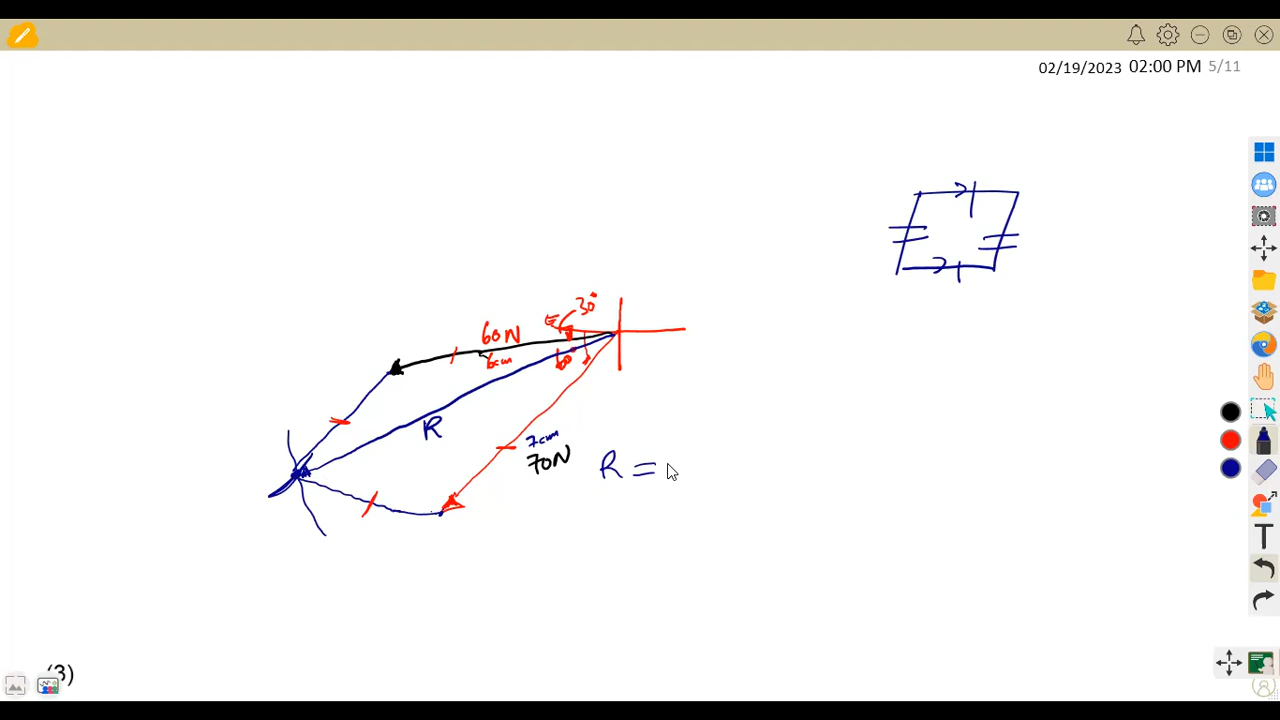 02/19/2023 02:00 PM 5/11
30°
60N
6cm
60°
R
7cm
70N
R =
(3)
T